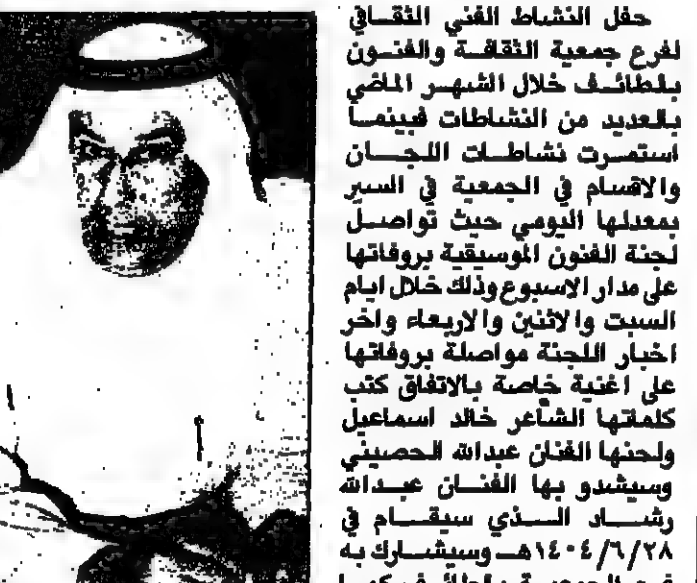 حفل النشاط الفني الثقافي
لفرع جمعية الثقافة والفنون
بالطائف خلال الشهر الماضي
بالعديد من النشاطات فبينما
استمرت نشاطات اللجان
والاقسام في الجمعية في السير
بمعدلها اليومي حيث تواصل
لجنة الفنون الموسيقية بروفاتها
على مدار الاسبوع وذلك خلال ايام
السبت والاثنين والاربعاء واخر
اخبار اللجنة مواصلة بروفاتها
على اغنية خاصة بالاتفاق كتب
كلماتها الشاعر خالد اسماعيل
ولحنها الفنان عبدالله الحصيني
وسيشدو بها الفنان عبدالله
رشاد الذي سيقام في
١٤٠٤/٦/٢٨هـ وسيشارك به